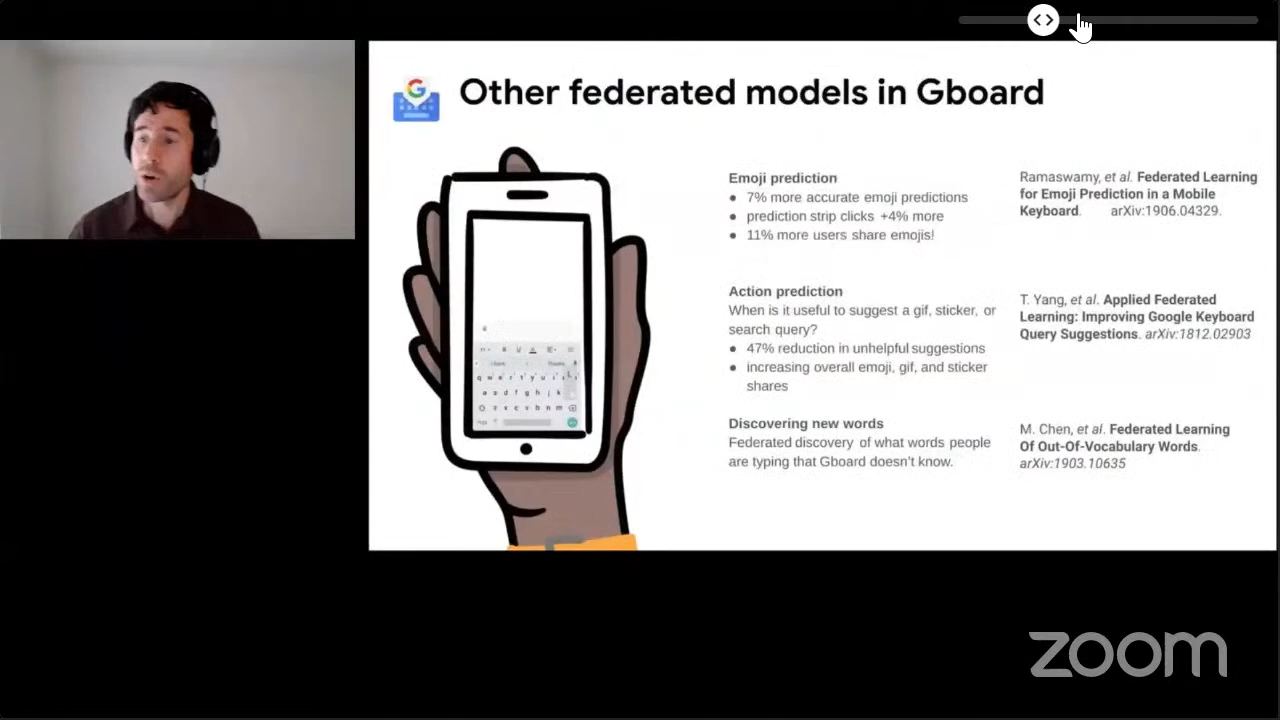 Other federated models in Gboard
Emoji prediction
● 7% more accurate emoji predictions
● prediction strip clicks +4% more
● 11% more users share emojis!
Ramaswamy, et al. Federated Learning
for Emoji Prediction in a Mobile
Keyboard. arXiv:1906.04329.
Action prediction
When is it useful to suggest a gif, sticker, or
search query?
● 47% reduction in unhelpful suggestions
● increasing overall emoji, gif, and sticker
shares
T. Yang, et al. Applied Federated
Learning: Improving Google Keyboard
Query Suggestions. arXiv:1812.02903
Discovering new words
Federated discovery of what words people
are typing that Gboard doesn't know.
M. Chen, et al. Federated Learning
Of Out-Of-Vocabulary Words.
arXiv:1903.10635
q w e r t y u i
a s d f g h j k
z x c v b n m
zoom